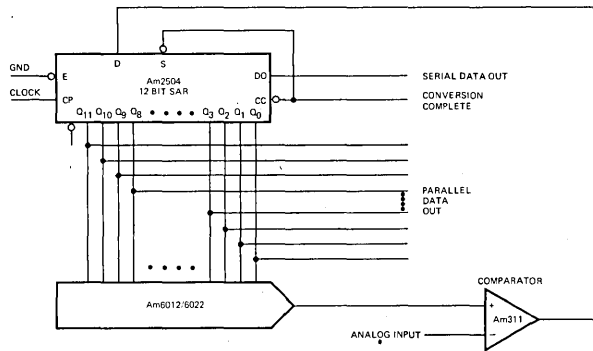 D S
GND
E
Am2504
12 BIT SAR
DO
SERIAL DATA OUT
CLOCK
CP
CC
CONVERSION
COMPLETE
Q11 Q10 Q9 Q8 Q3 Q2 Q1 Q0
PARALLEL
DATA
OUT
Am6012/6022
COMPARATOR
+
Am311
ANALOG INPUT
−